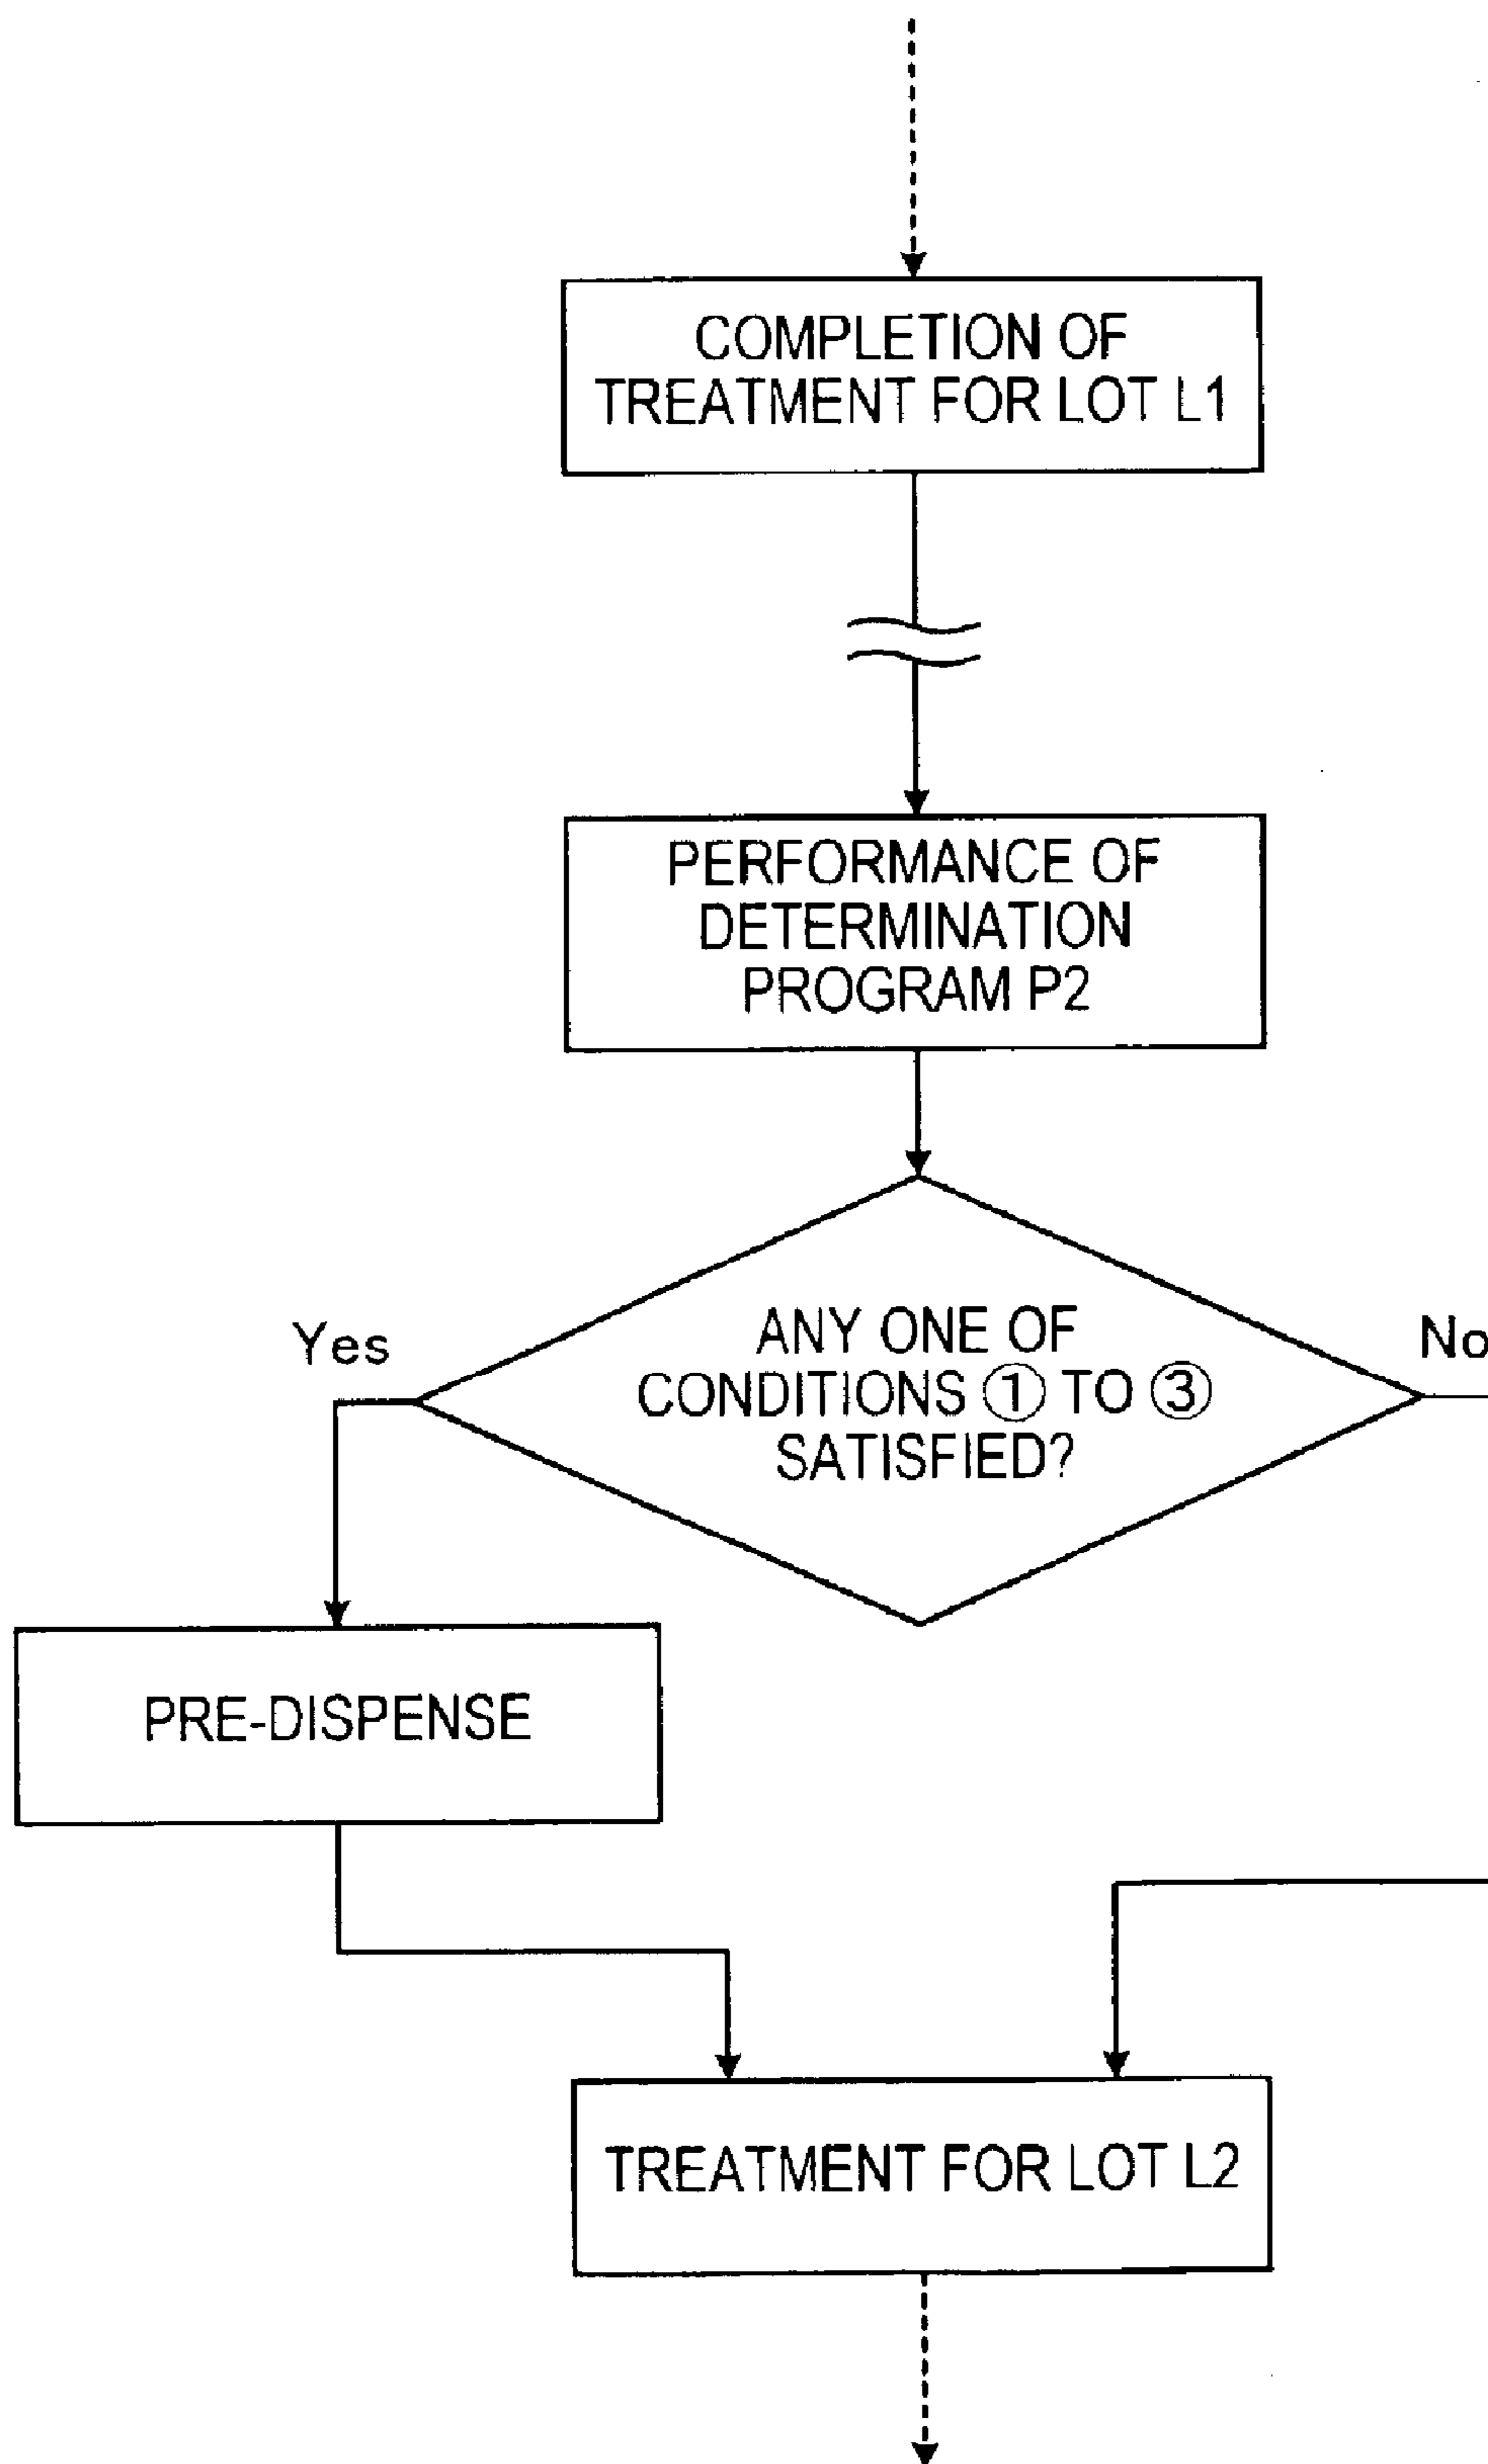 COMPLETION OF
TREATMENT FOR LOT L1
PERFORMANCE OF
DETERMINATION
PROGRAM P2
ANY ONE OF
CONDITIONS ① TO ③
SATISFIED?
Yes
No
PRE-DISPENSE
TREATMENT FOR LOT L2